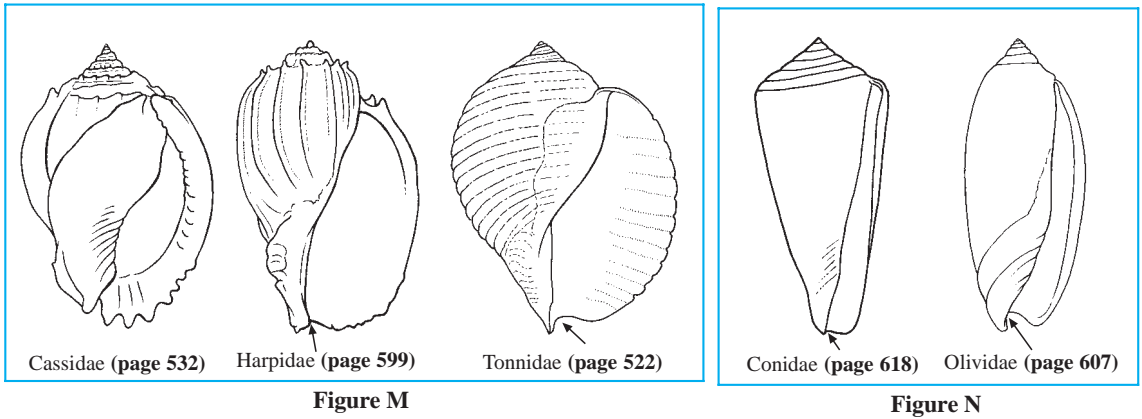 Cassidae (page 532)
Harpidae (page 599)
Tonnidae (page 522)
Figure M
Conidae (page 618)
Olividae (page 607)
Figure N